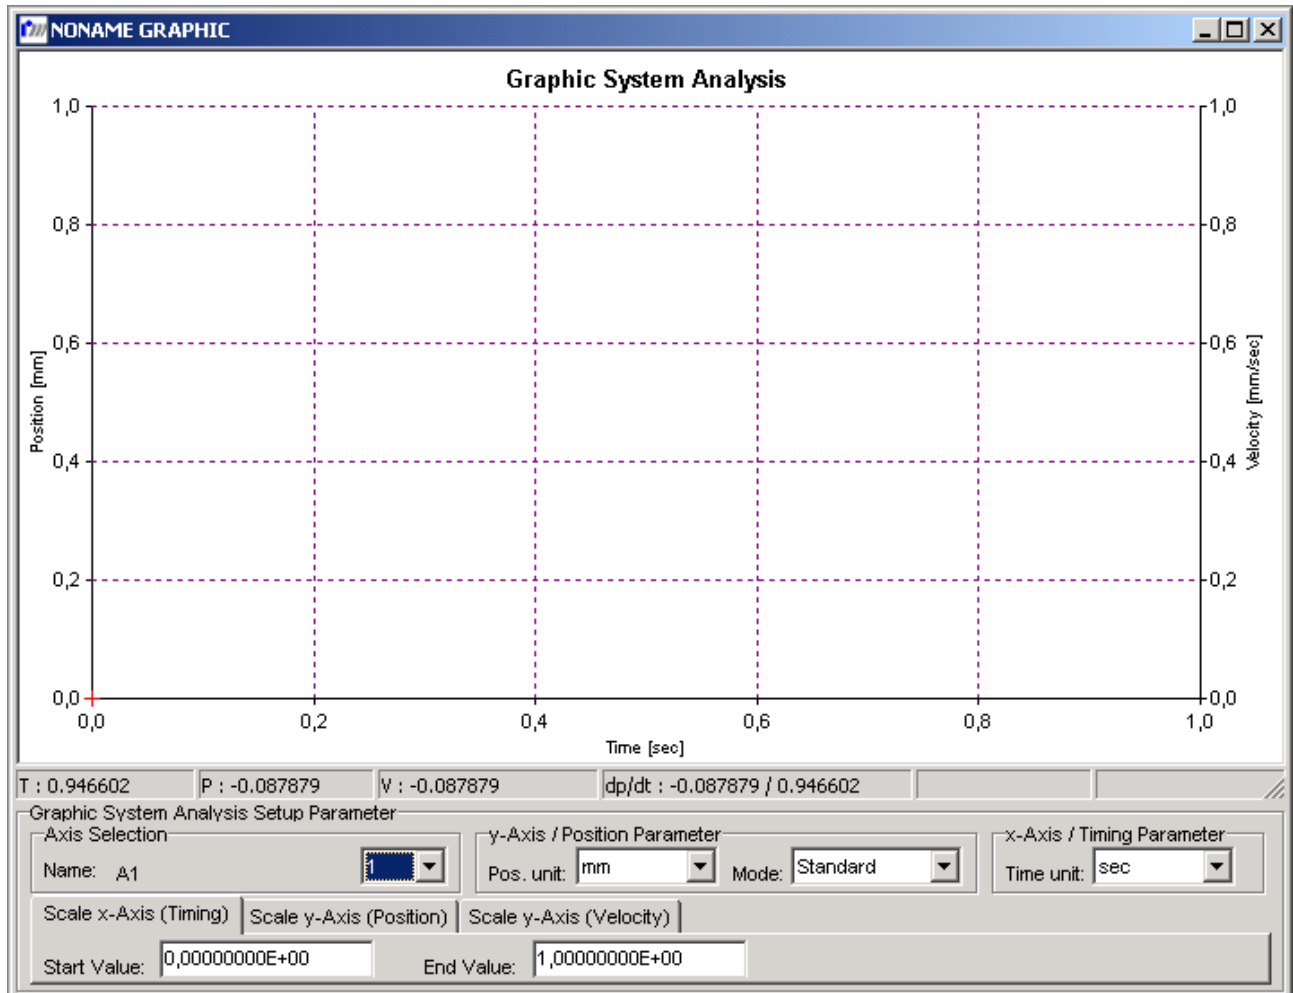 NONAME GRAPHIC
Graphic System Analysis
1,0 1,0
0,8 0,8
0,6 0,6
Position [mm] Velocity [mm/sec]
0,4 0,4
0,2 0,2
0,0 0,0
0,0 0,2 0,4 0,6 0,8 1,0
Time [sec]
T : 0.946602 P : -0.087879 V : -0.087879 dp/dt : -0.087879 / 0.946602
Graphic System Analysis Setup Parameter
Axis Selection y-Axis / Position Parameter x-Axis / Timing Parameter
Name: A1 1 Pos. unit: mm Mode: Standard Time unit: sec
Scale x-Axis (Timing) Scale y-Axis (Position) Scale y-Axis (Velocity)
Start Value: 0,00000000E+00 End Value: 1,00000000E+00